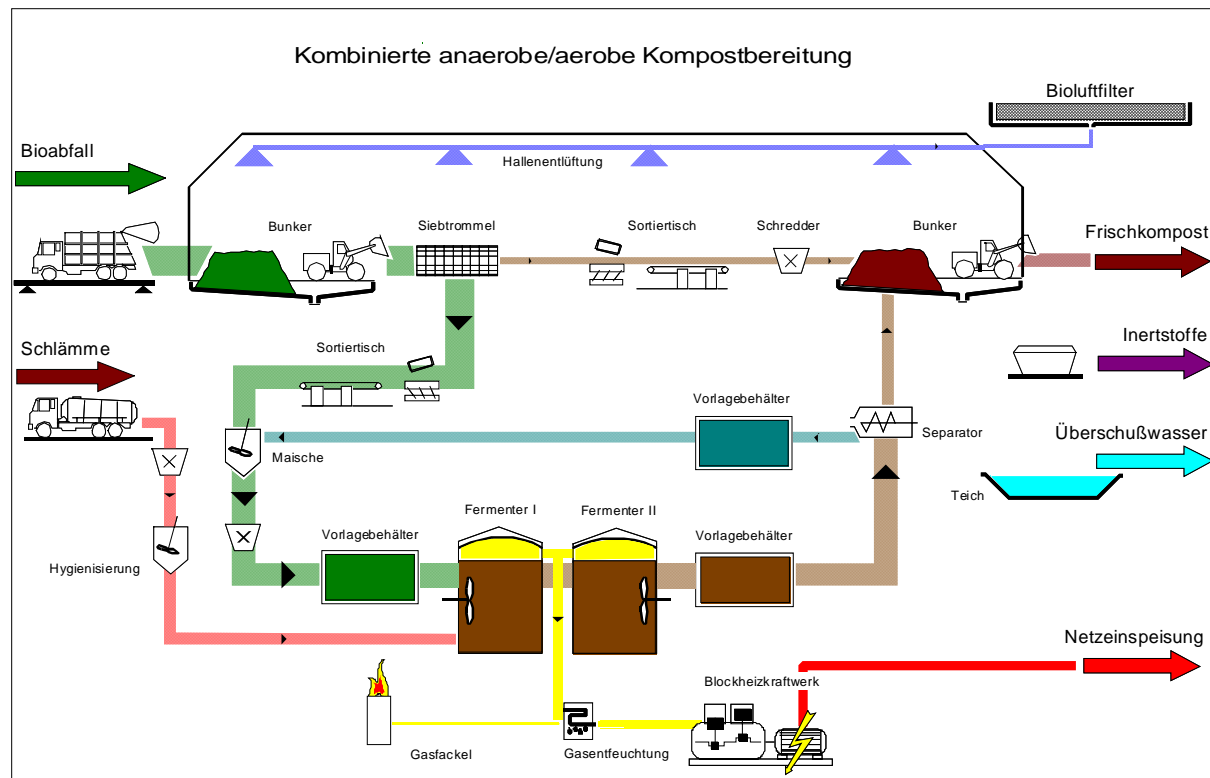 Kombinierte anaerobe/aerobe Kompostbereitung
Bioluftfilter
Bioabfall
Hallenentlüftung
Bunker
Siebtrommel
Sortiertisch
Schredder
Bunker
Frischkompost
Schlämme
Sortiertisch
Inertstoffe
Vorlagebehälter
Separator
Überschußwasser
Maische
Teich
Fermenter I
Fermenter II
Vorlagebehälter
Vorlagebehälter
Hygienisierung
Netzeinspeisung
Blockheizkraftwerk
Gasfackel
Gasentfeuchtung